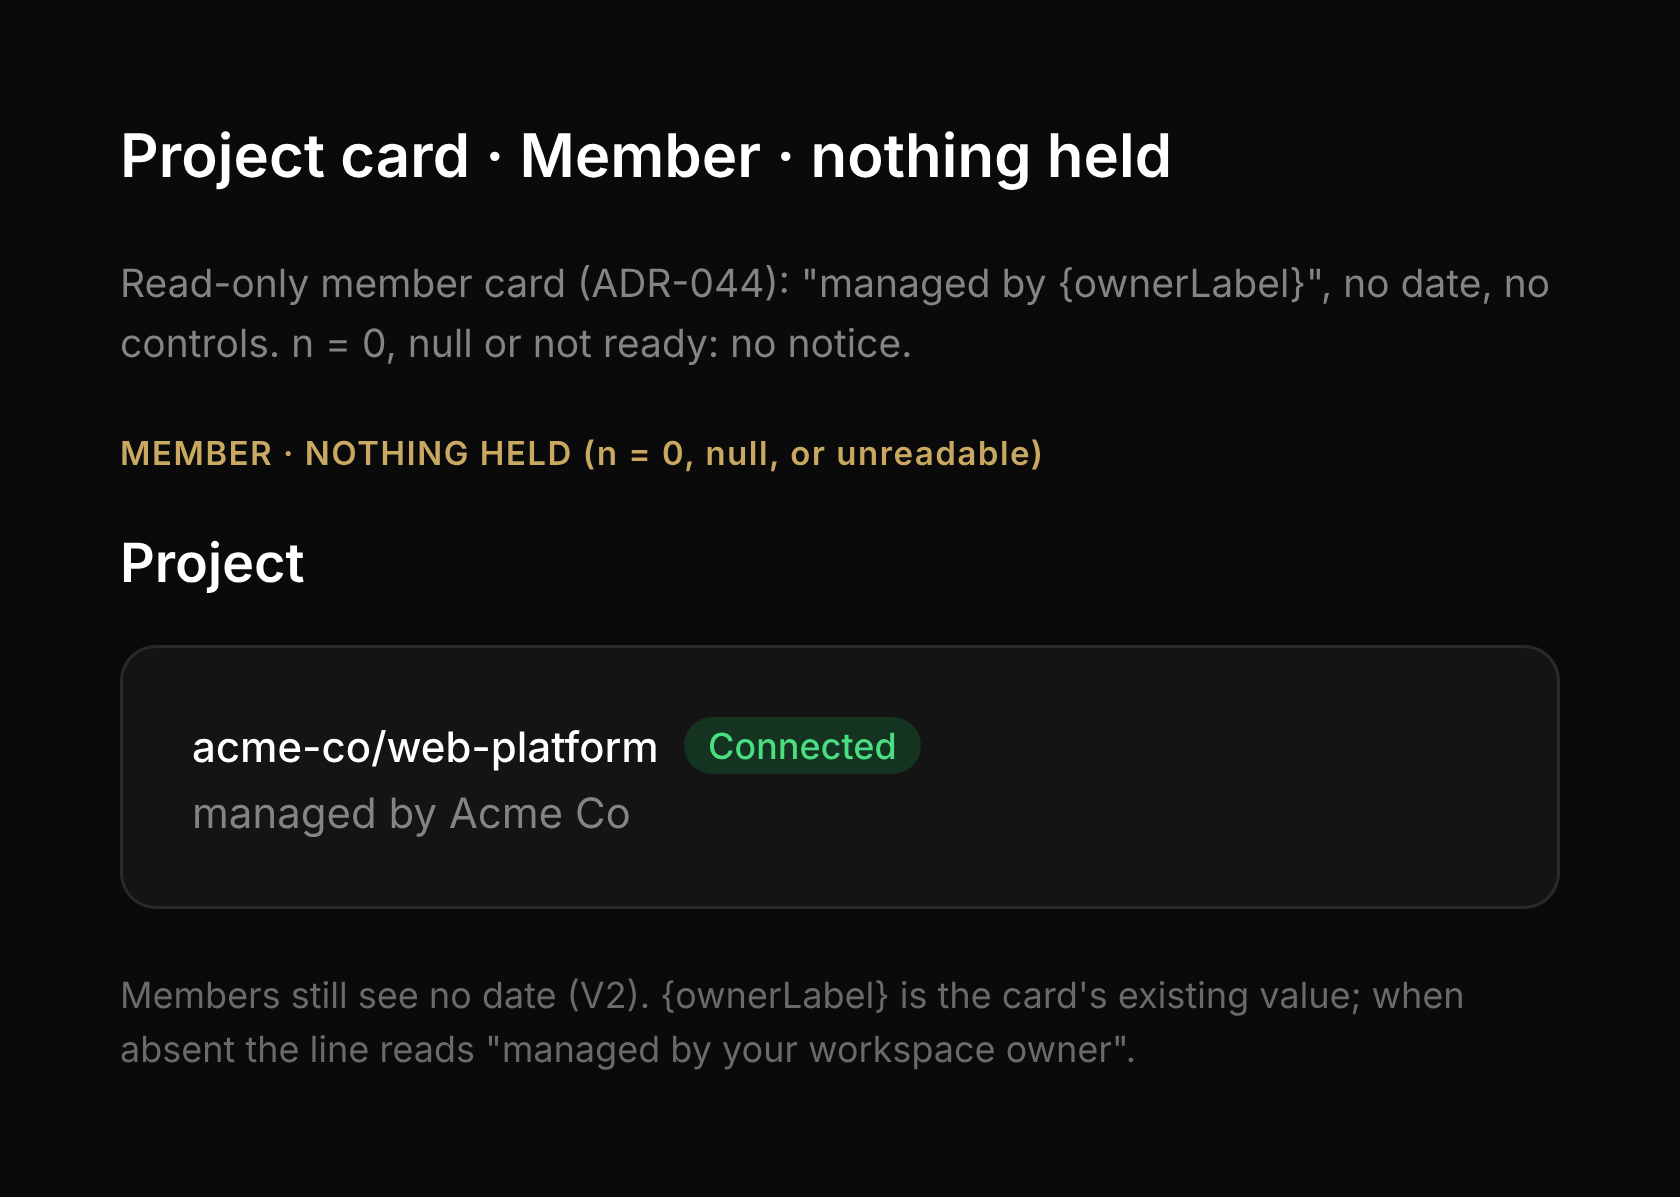 Project card · Member · nothing held
Read-only member card (ADR-044): "managed by {ownerLabel}", no date, no
controls. n = 0, null or not ready: no notice.
MEMBER · NOTHING HELD (n = 0, null, or unreadable)
Project
acme-co/web-platform Connected
managed by Acme Co
Members still see no date (V2). {ownerLabel} is the card's existing value; when
absent the line reads "managed by your workspace owner".